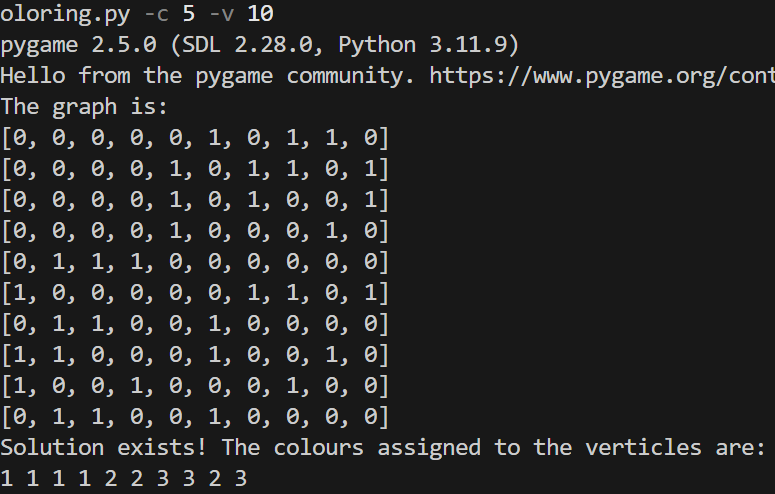 oloring.py -c 5 -v 10
pygame 2.5.0 (SDL 2.28.0, Python 3.11.9)
Hello from the pygame community. https://www.pygame.org/cont
The graph is:
[0, 0, 0, 0, 0, 1, 0, 1, 1, 0]
[0, 0, 0, 0, 1, 0, 1, 1, 0, 1]
[0, 0, 0, 0, 1, 0, 1, 0, 0, 1]
[0, 0, 0, 0, 1, 0, 0, 0, 1, 0]
[0, 1, 1, 1, 0, 0, 0, 0, 0, 0]
[1, 0, 0, 0, 0, 0, 1, 1, 0, 1]
[0, 1, 1, 0, 0, 1, 0, 0, 0, 0]
[1, 1, 0, 0, 0, 1, 0, 0, 1, 0]
[1, 0, 0, 1, 0, 0, 0, 1, 0, 0]
[0, 1, 1, 0, 0, 1, 0, 0, 0, 0]
Solution exists! The colours assigned to the verticles are:
1 1 1 1 2 2 3 3 2 3